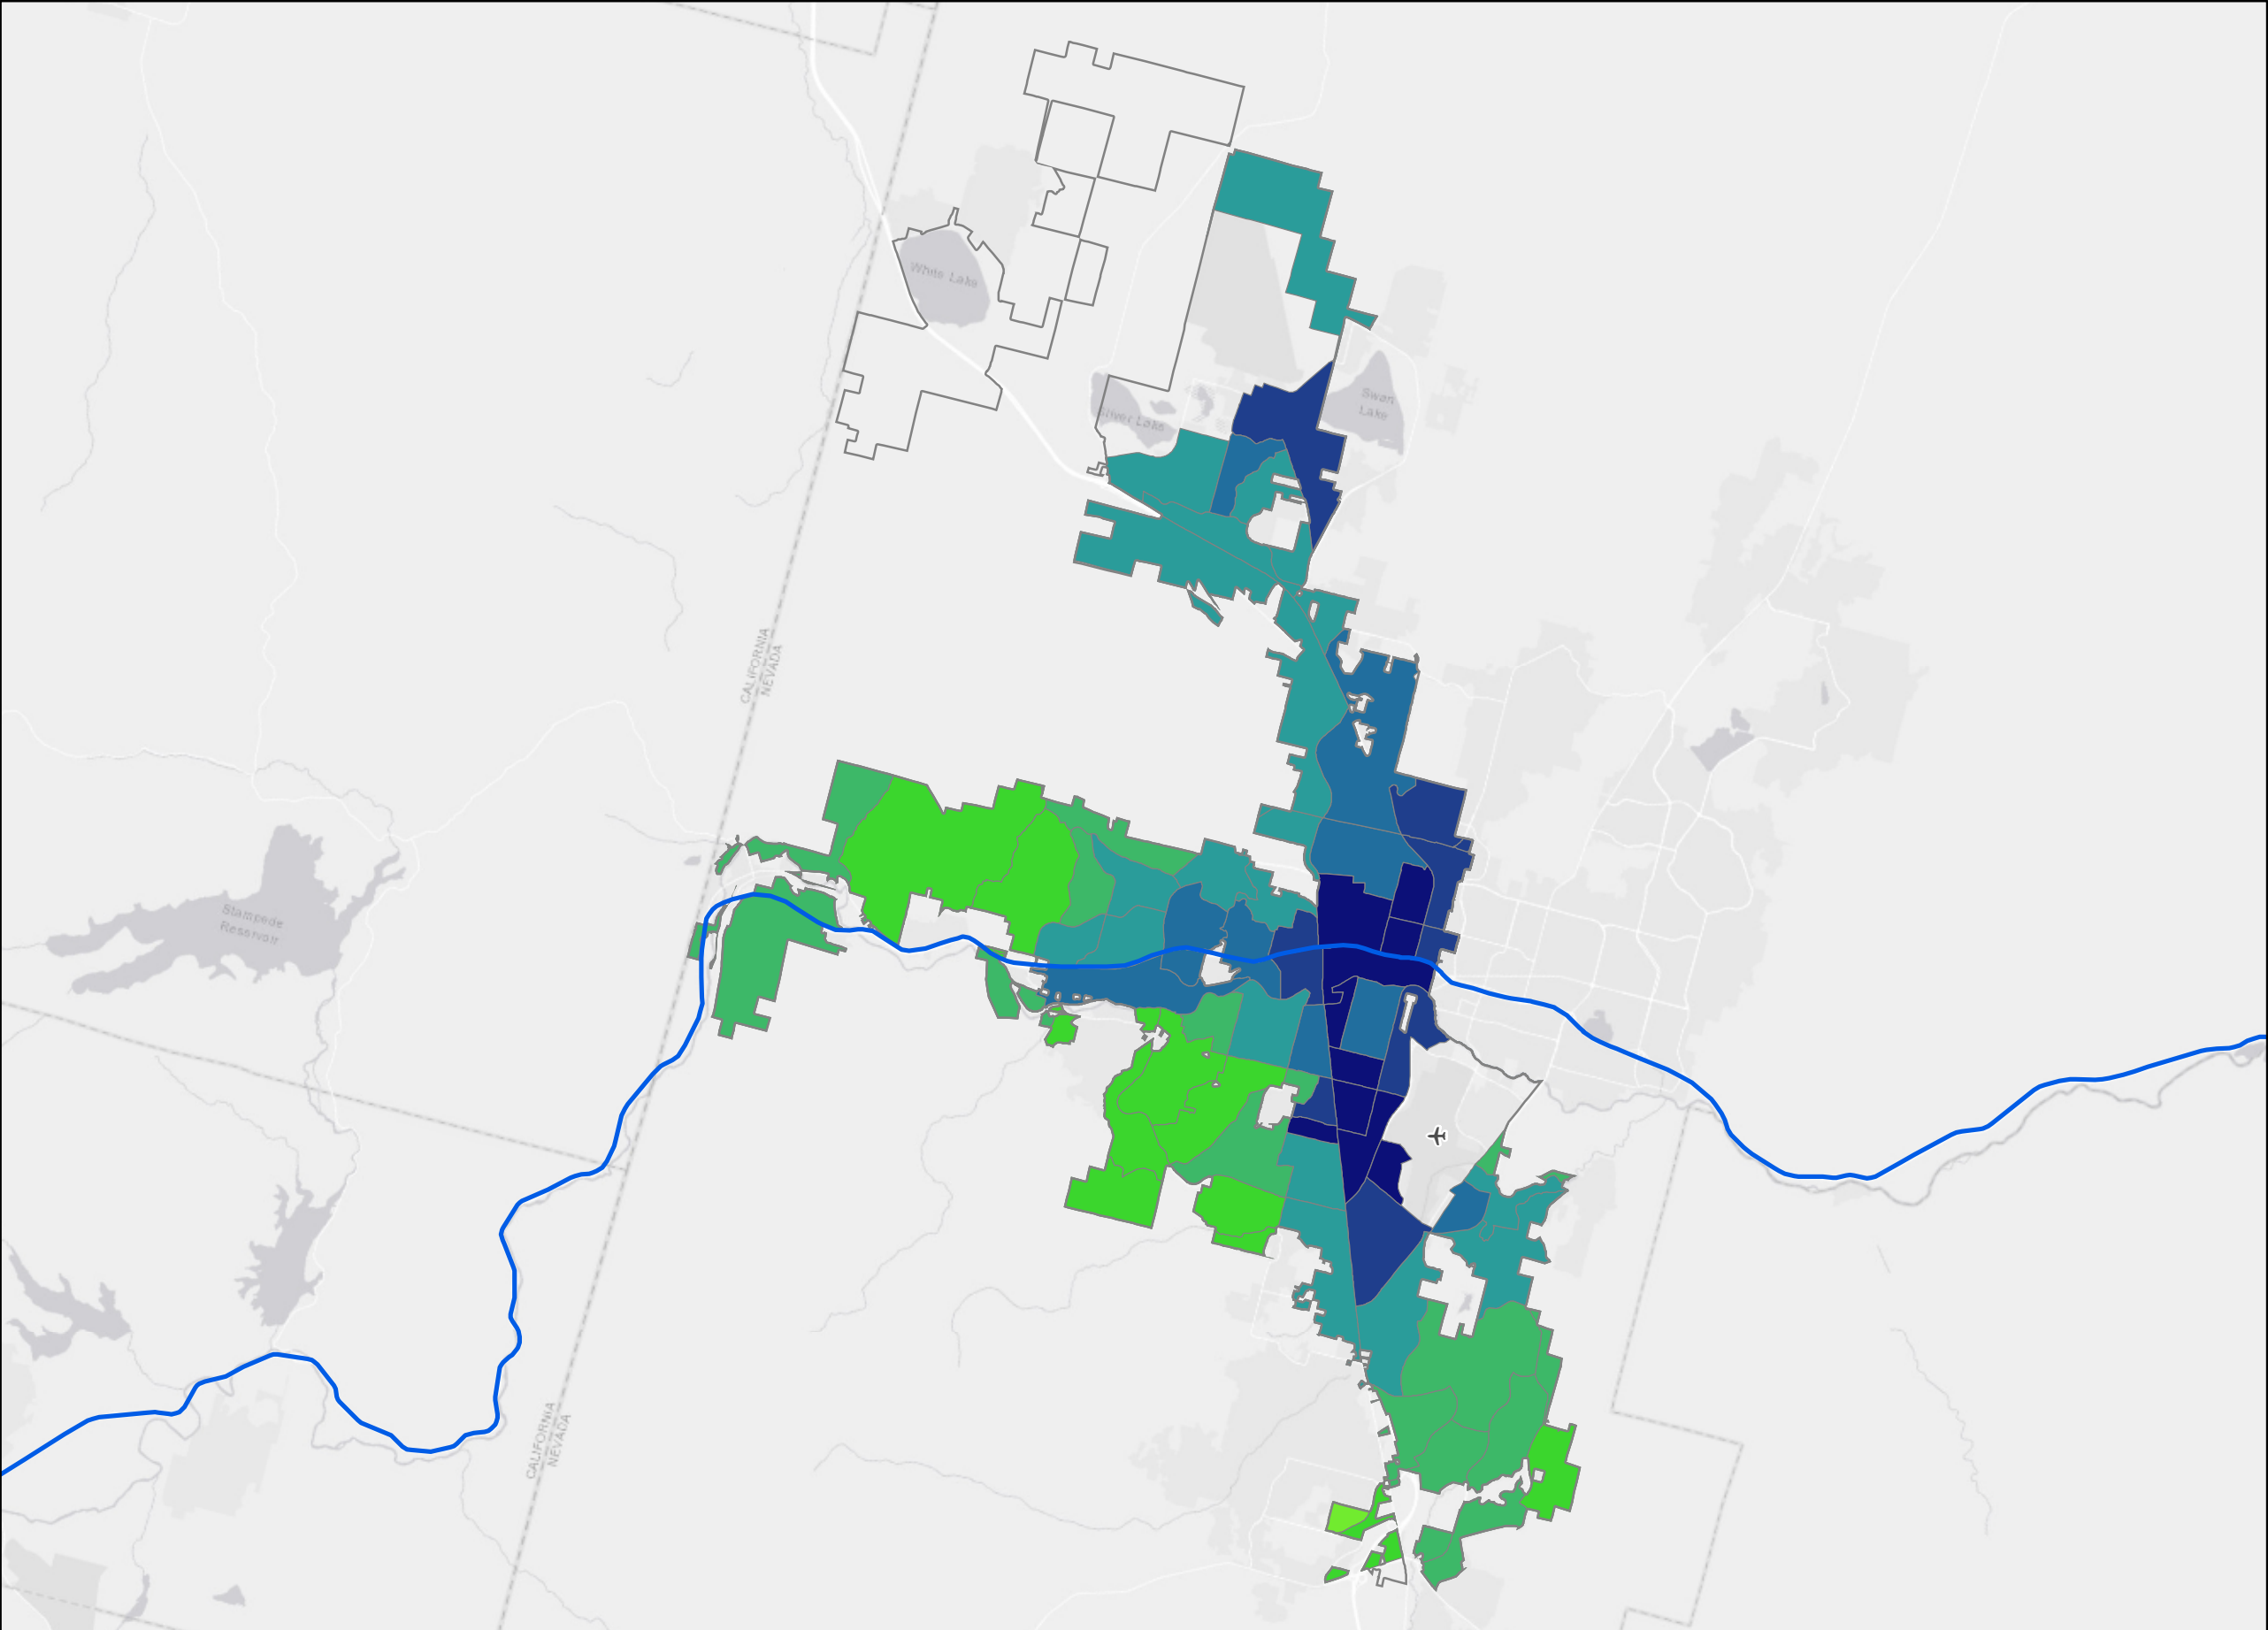 White Lake
Silver Lake
Swan
Lake
CALIFORNIA
NEVADA
Stampede
Reservoir
CALIFORNIA
NEVADA